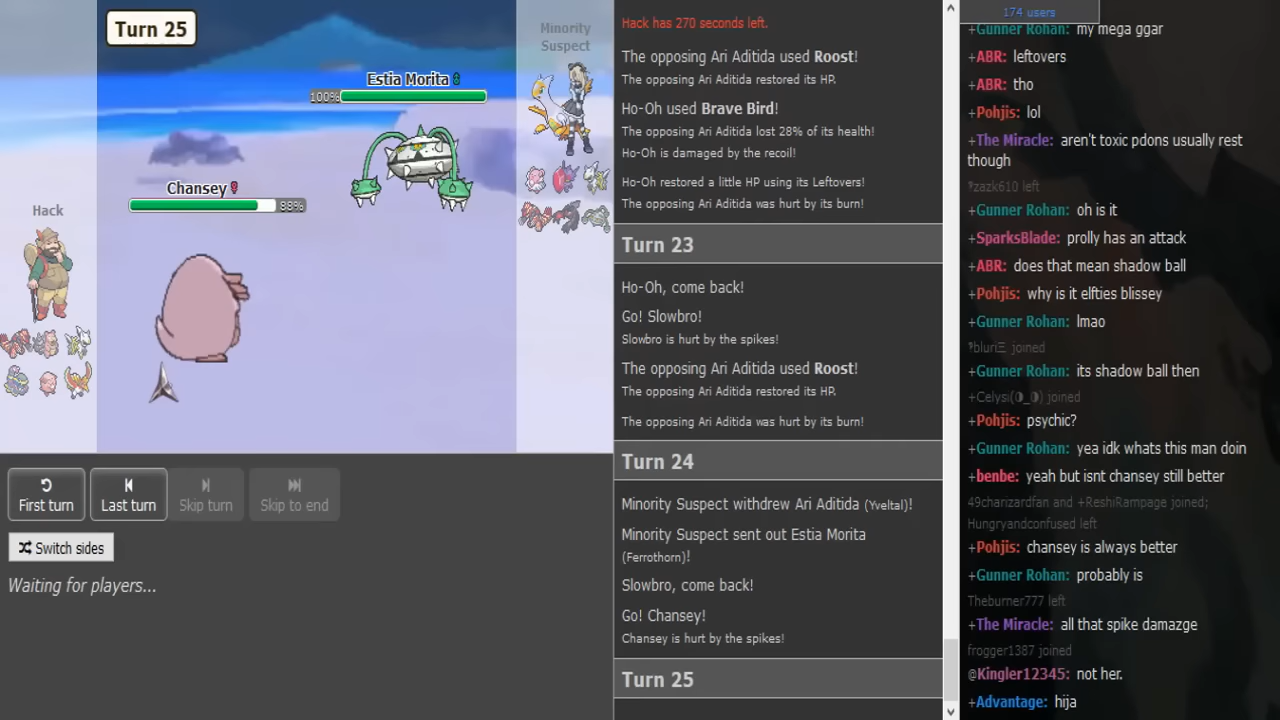 Turn 25
Minority
Suspect
Estia Morita
100%
Chansey
88%
Hack
First turn
Last turn
Skip turn
Skip to end
Switch sides
Waiting for players...
Hack has 270 seconds left.
The opposing Ari Aditida used Roost!
The opposing Ari Aditida restored its HP.
Ho-Oh used Brave Bird!
The opposing Ari Aditida lost 28% of its health!
Ho-Oh is damaged by the recoil!
Ho-Oh restored a little HP using its Leftovers!
The opposing Ari Aditida was hurt by its burn!
Turn 23
Ho-Oh, come back!
Go! Slowbro!
Slowbro is hurt by the spikes!
The opposing Ari Aditida used Roost!
The opposing Ari Aditida restored its HP.
The opposing Ari Aditida was hurt by its burn!
Turn 24
Minority Suspect withdrew Ari Aditida (Yveltal)!
Minority Suspect sent out Estia Morita
(Ferrothorn)!
Slowbro, come back!
Go! Chansey!
Chansey is hurt by the spikes!
Turn 25
174 users
+Gunner Rohan: my mega ggar
+ABR: leftovers
+ABR: tho
+Pohjis: lol
+The Miracle: aren't toxic pdons usually rest
though
‽zazk610 left
+Gunner Rohan: oh is it
+SparksBlade: prolly has an attack
+ABR: does that mean shadow ball
+Pohjis: why is it elfties blissey
+Gunner Rohan: lmao
‽bluriΞ joined
+Gunner Rohan: its shadow ball then
+Celysi(◑_◑) joined
+Pohjis: psychic?
+Gunner Rohan: yea idk whats this man doin
+benbe: yeah but isnt chansey still better
49charizardfan and +ReshiRampage joined;
Hungryandconfused left
+Pohjis: chansey is always better
+Gunner Rohan: probably is
Theburner777 left
+The Miracle: all that spike damazge
frogger1387 joined
@Kingler12345: not her.
+Advantage: hija